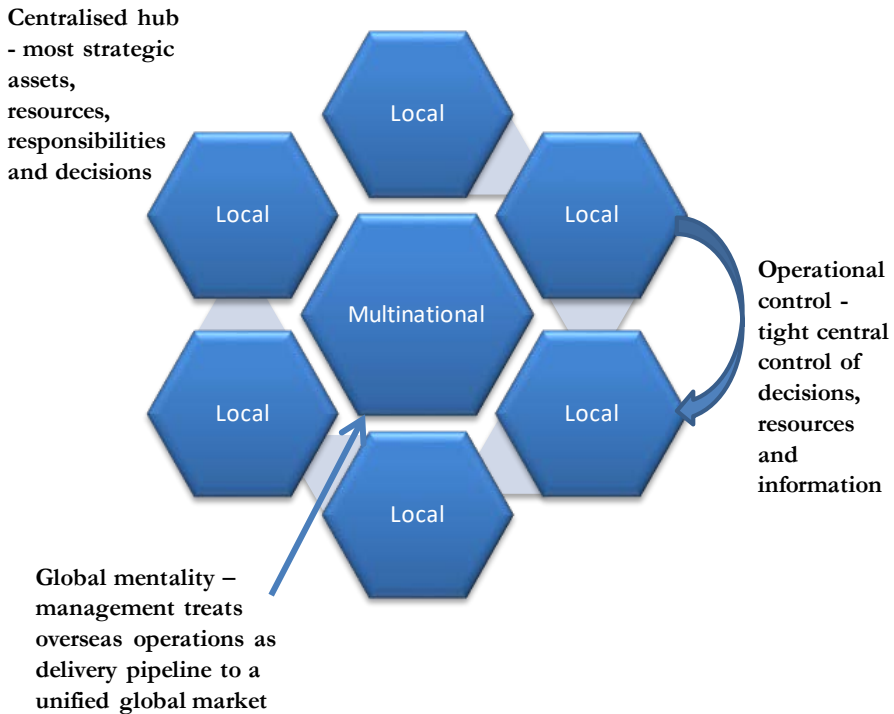 Centralised hub
- most strategic
assets,
resources,
responsibilities
and decisions
Local
Local
Local
Multinational
Operational
control -
tight central
control of
decisions,
resources
and
information
Local
Local
Local
Global mentality –
management treats
overseas operations as
delivery pipeline to a
unified global market